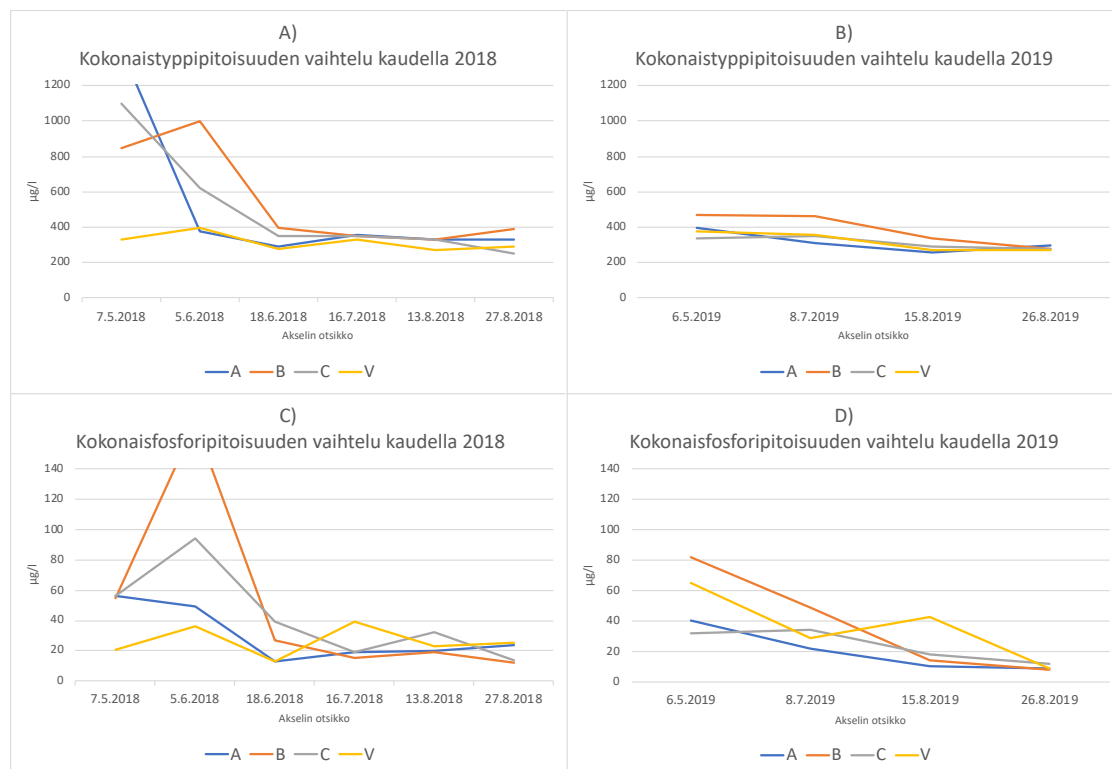 A)
Kokonaistyppipitoisuuden vaihtelu kaudella 2018
1200
1000
800
600
400
200
0
µg/l
7.5.2018 5.6.2018 18.6.2018 16.7.2018 13.8.2018 27.8.2018
Akselin otsikko
A B C V
B)
Kokonaistyppipitoisuuden vaihtelu kaudella 2019
1200
1000
800
600
400
200
0
µg/l
6.5.2019 8.7.2019 15.8.2019 26.8.2019
Akselin otsikko
A B C V
C)
Kokonaisfosforipitoisuuden vaihtelu kaudella 2018
140
120
100
80
60
40
20
0
µg/l
7.5.2018 5.6.2018 18.6.2018 16.7.2018 13.8.2018 27.8.2018
Akselin otsikko
A B C V
D)
Kokonaisfosforipitoisuuden vaihtelu kaudella 2019
140
120
100
80
60
40
20
0
µg/l
6.5.2019 8.7.2019 15.8.2019 26.8.2019
Akselin otsikko
A B C V